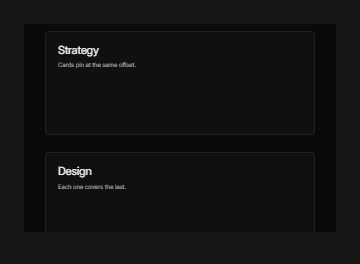 Strategy
Cards pin at the same offset.
Design
Each one covers the last.